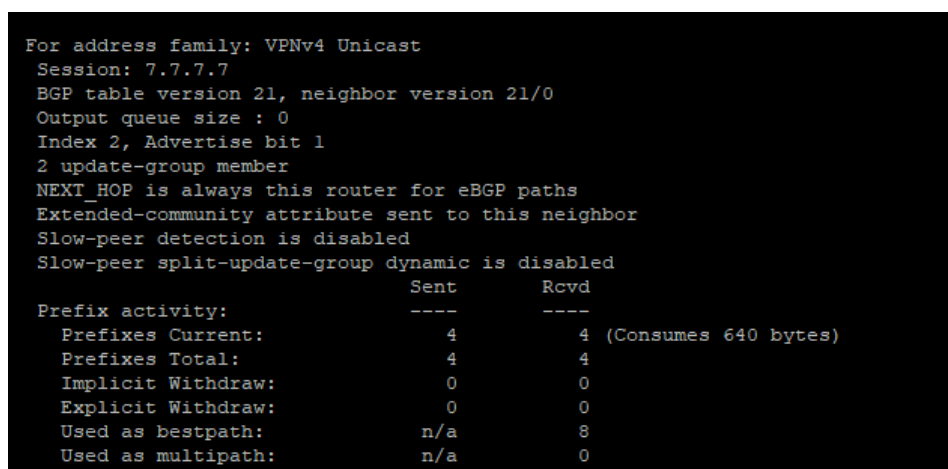 For address family: VPNv4 Unicast
Session: 7.7.7.7
BGP table version 21, neighbor version 21/0
Output queue size : 0
Index 2, Advertise bit 1
2 update-group member
NEXT_HOP is always this router for eBGP paths
Extended-community attribute sent to this neighbor
Slow-peer detection is disabled
Slow-peer split-update-group dynamic is disabled
Sent Rcvd
Prefix activity: ---- ----
Prefixes Current: 4 4 (Consumes 640 bytes)
Prefixes Total: 4 4
Implicit Withdraw: 0 0
Explicit Withdraw: 0 0
Used as bestpath: n/a 8
Used as multipath: n/a 0